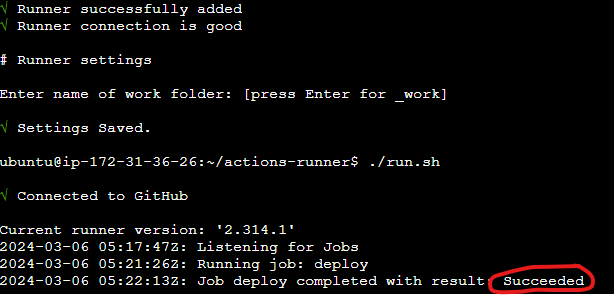 √ Runner successfully added
√ Runner connection is good
# Runner settings
Enter name of work folder: [press Enter for _work]
√ Settings Saved.
ubuntu@ip-172-31-36-26:~/actions-runner$ ./run.sh
√ Connected to GitHub
Current runner version: '2.314.1'
2024-03-06 05:17:47Z: Listening for Jobs
2024-03-06 05:21:26Z: Running job: deploy
2024-03-06 05:22:13Z: Job deploy completed with result: Succeeded